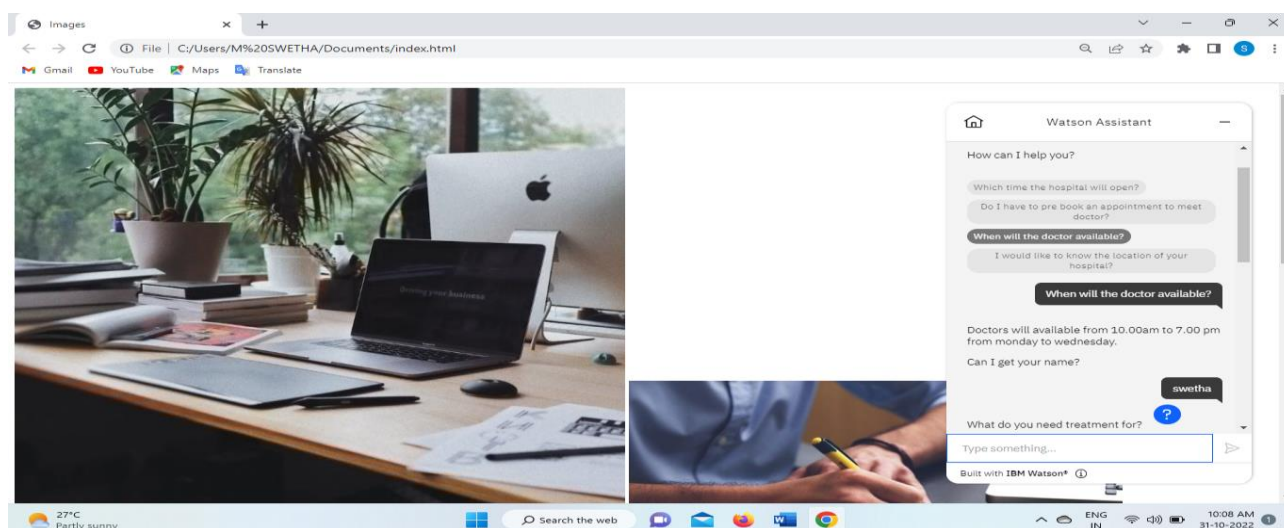 Images
File
C:/Users/M%20SWETHA/Documents/index.html
S
Gmail
YouTube
Maps
Translate
Driving your business
Watson Assistant
How can I help you?
Which time the hospital will open?
Do I have to pre book an appointment to meet
doctor?
When will the doctor available?
I would like to know the location of your
hospital?
When will the doctor available?
Doctors will available from 10.00am to 7.00 pm
from monday to wednesday.
Can I get your name?
swetha
?
What do you need treatment for?
Type something...
Built with IBM Watson®
27°C
Partly sunny
Search the web
ENG
IN
10:08 AM
31-10-2022
1